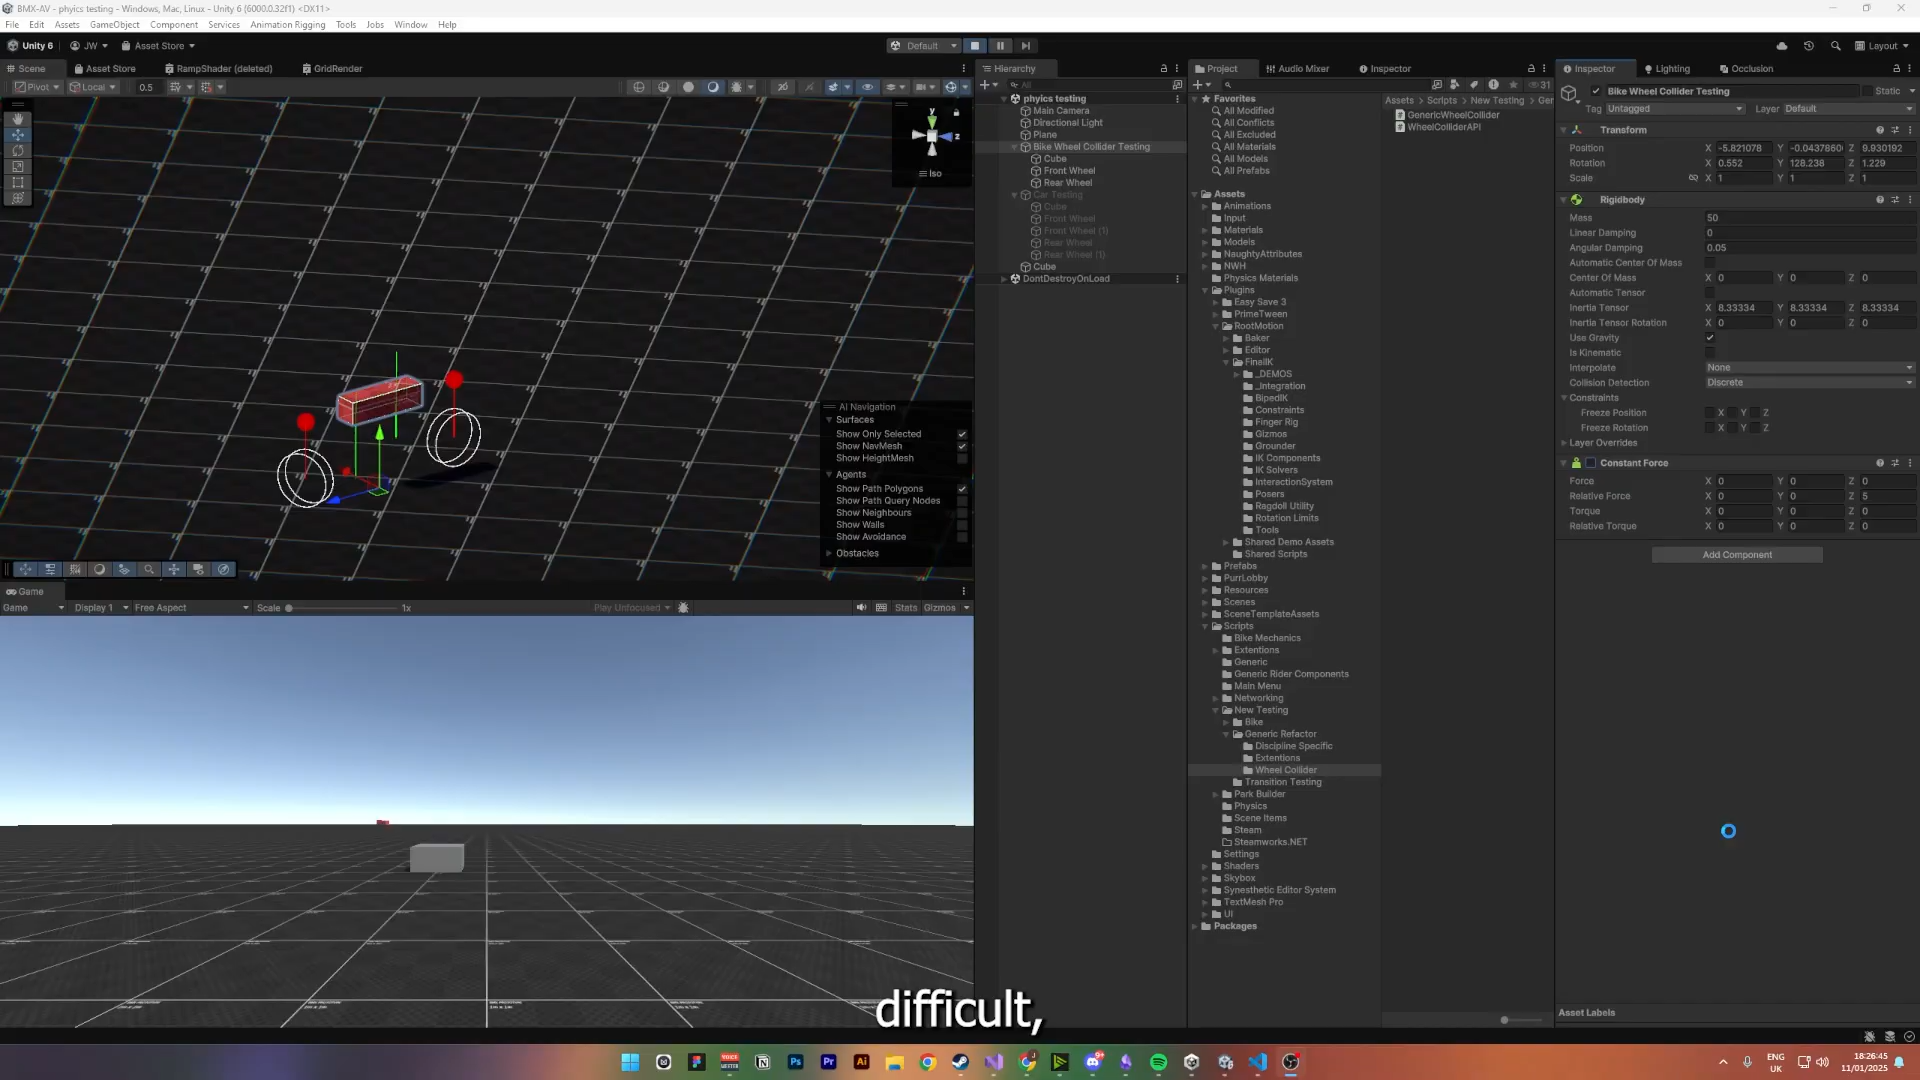 BMX-AV - phyics testing - Windows, Mac, Linux - Unity 6 (6000.0.32f1) <DX11>
File Edit Assets GameObject Component Services Animation Rigging Tools Jobs Window Help
Unity 6 JW Asset Store Default Layout
Scene Asset Store RampShader (deleted) GridRender
Pivot Local 0.5
y
z
Iso
AI Navigation
Surfaces
Show Only Selected
Show NavMesh
Show HeightMesh
Agents
Show Path Polygons
Show Path Query Nodes
Show Neighbours
Show Walls
Show Avoidance
Obstacles
Game
Game Display 1 Free Aspect Scale 1x Play Unfocused Stats Gizmos
Hierarchy
All
phyics testing
Main Camera
Directional Light
Plane
Bike Wheel Collider Testing
Cube
Front Wheel
Rear Wheel
Car Testing
Cube
Front Wheel
Front Wheel (1)
Rear Wheel
Rear Wheel (1)
Cube
DontDestroyOnLoad
Project Audio Mixer Inspector
31
Favorites
All Modified
All Conflicts
All Excluded
All Materials
All Models
All Prefabs
Assets
Animations
Input
Materials
Models
NaughtyAttributes
NWH
Physics Materials
Plugins
Easy Save 3
PrimeTween
RootMotion
Baker
Editor
FinalIK
_DEMOS
_Integration
BipedIK
Constraints
Finger Rig
Gizmos
Grounder
IK Components
IK Solvers
InteractionSystem
Posers
Ragdoll Utility
Rotation Limits
Tools
Shared Demo Assets
Shared Scripts
Prefabs
PurrLobby
Resources
Scenes
SceneTemplateAssets
Scripts
Bike Mechanics
Extentions
Generic
Generic Rider Components
Main Menu
Networking
New Testing
Bike
Generic Refactor
Discipline Specific
Extentions
Wheel Collider
Transition Testing
Park Builder
Physics
Scene Items
Steam
Steamworks.NET
Settings
Shaders
Skybox
Synesthetic Editor System
TextMesh Pro
UI
Packages
Assets > Scripts > New Testing > Ger
GenericWheelCollider
WheelColliderAPI
Inspector Lighting Occlusion
Bike Wheel Collider Testing Static
Tag Untagged Layer Default
Transform
Position X -5.821078 Y -0.0437860 Z 9.930192
Rotation X 0.552 Y 128.238 Z 1.229
Scale X 1 Y 1 Z 1
Rigidbody
Mass 50
Linear Damping 0
Angular Damping 0.05
Automatic Center Of Mass
Center Of Mass X 0 Y 0 Z 0
Automatic Tensor
Inertia Tensor X 8.33334 Y 8.33334 Z 8.33334
Inertia Tensor Rotation X 0 Y 0 Z 0
Use Gravity
Is Kinematic
Interpolate None
Collision Detection Discrete
Constraints
Freeze Position X Y Z
Freeze Rotation X Y Z
Layer Overrides
Constant Force
Force X 0 Y 0 Z 0
Relative Force X 0 Y 0 Z 5
Torque X 0 Y 0 Z 0
Relative Torque X 0 Y 0 Z 0
Add Component
Asset Labels
difficult,
Ps Pr Ai
ENG
UK
18:26:45
11/01/2025